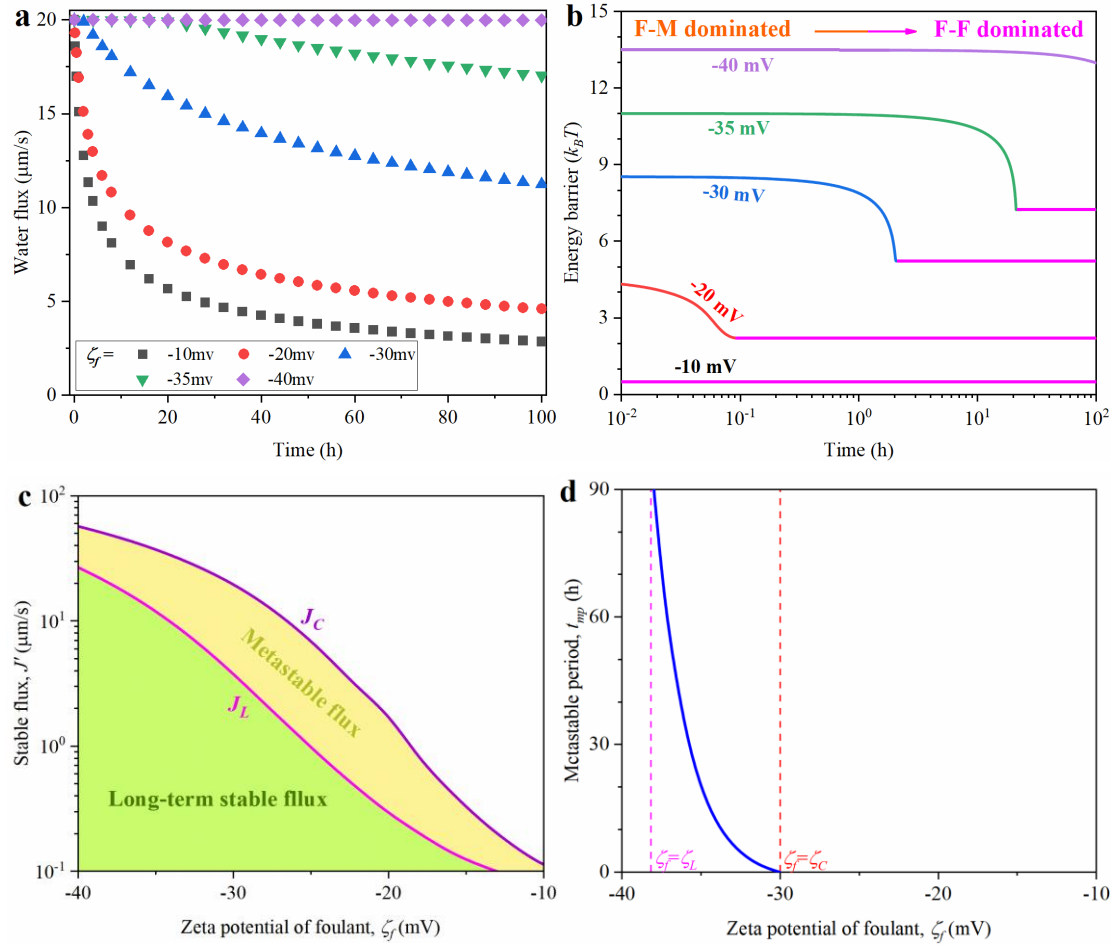 a
Water flux (μm/s)
20
15
10
5
0
ζf =
-10mv
-20mv
-30mv
-35mv
-40mv
0
20
40
60
80
100
Time (h)
b
Energy barrier (kBT)
15
12
9
6
3
0
F-M dominated
F-F dominated
-40 mV
-35 mV
-30 mV
-20 mV
-10 mV
10-2
10-1
100
101
102
Time (h)
c
Stable flux, J' (μm/s)
102
101
100
10-1
JC
Metastable flux
JL
Long-term stable fllux
-40
-30
-20
-10
Zeta potential of foulant, ζf (mV)
d
Metastable period, tmp (h)
90
60
30
0
ζf=ζL
ζf=ζC
-40
-30
-20
-10
Zeta potential of foulant, ζf (mV)